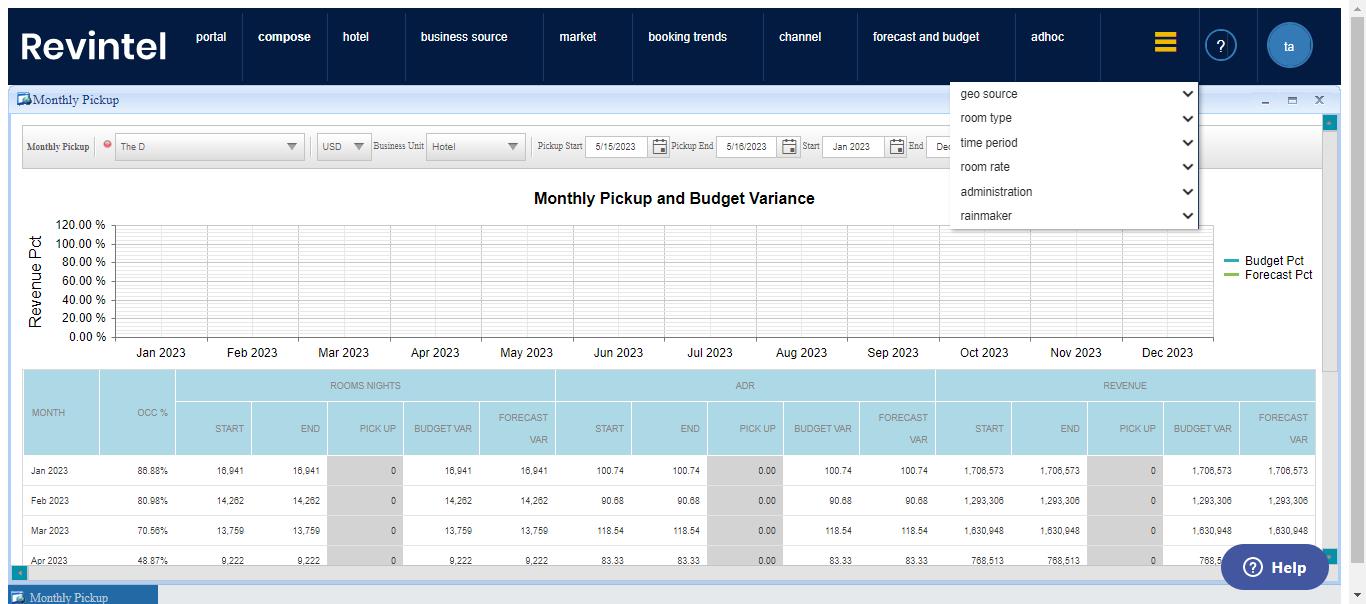 Revintel portal compose hotel business source market booking trends channel forecast and budget adhoc ? ta
Monthly Pickup
geo source
room type
time period
room rate
administration
rainmaker
Monthly Pickup The D USD Business Unit Hotel Pickup Start 5/15/2023 Pickup End 5/16/2023 Start Jan 2023 End Dec
Monthly Pickup and Budget Variance
Revenue Pct
120.00 %
100.00 %
80.00 %
60.00 %
40.00 %
20.00 %
0.00 %
Jan 2023 Feb 2023 Mar 2023 Apr 2023 May 2023 Jun 2023 Jul 2023 Aug 2023 Sep 2023 Oct 2023 Nov 2023 Dec 2023
Budget Pct
Forecast Pct
MONTH OCC % ROOMS NIGHTS ADR REVENUE
START END PICK UP BUDGET VAR FORECAST VAR START END PICK UP BUDGET VAR FORECAST VAR START END PICK UP BUDGET VAR FORECAST VAR
Jan 2023 86.88% 16,941 16,941 0 16,941 16,941 100.74 100.74 0.00 100.74 100.74 1,706,573 1,706,573 0 1,706,573 1,706,573
Feb 2023 80.98% 14,262 14,262 0 14,262 14,262 90.68 90.68 0.00 90.68 90.68 1,293,306 1,293,306 0 1,293,306 1,293,306
Mar 2023 70.56% 13,759 13,759 0 13,759 13,759 118.54 118.54 0.00 118.54 118.54 1,630,948 1,630,948 0 1,630,948 1,630,948
Apr 2023 48.87% 9,222 9,222 0 9,222 9,222 83.33 83.33 0.00 83.33 83.33 768,513 768,513 0
? Help
Monthly Pickup